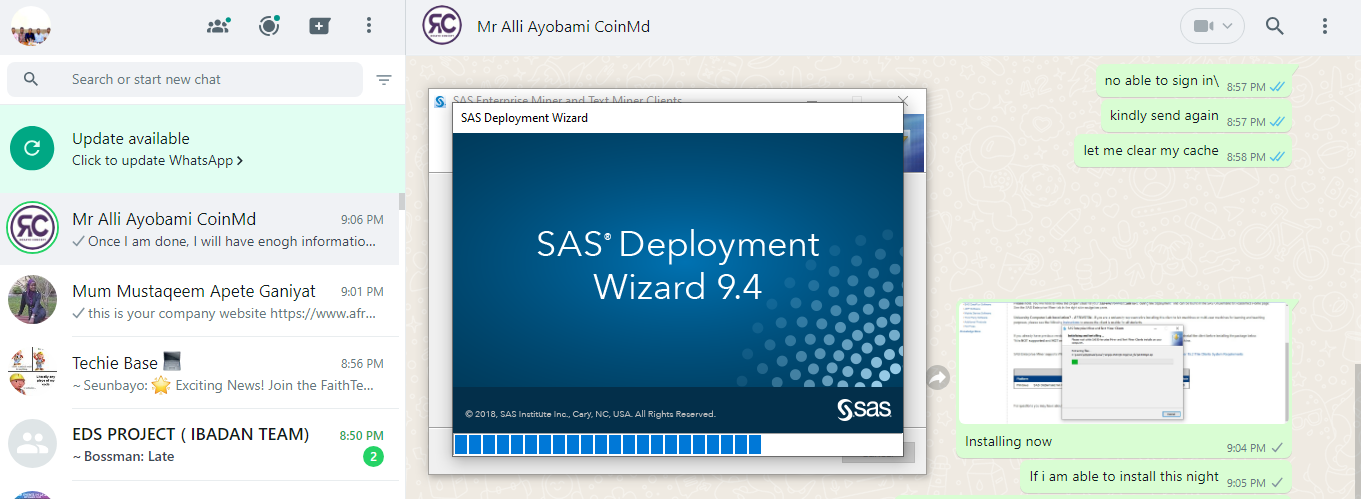 Search or start new chat
Update available
Click to update WhatsApp
Mr Alli Ayobami CoinMd
9:06 PM
Once I am done, I will have enogh informatio...
Mum Mustaqeem Apete Ganiyat
9:01 PM
this is your company website https://www.afr...
Techie Base
8:56 PM
~ Seunbayo: Exciting News! Join the FaithTe...
EDS PROJECT ( IBADAN TEAM)
8:50 PM
~ Bossman: Late
2
Mr Alli Ayobami CoinMd
SAS Enterprise Miner and Text Miner Clients
SAS Deployment Wizard
SAS® Deployment
Wizard 9.4
© 2018, SAS Institute Inc., Cary, NC, USA. All Rights Reserved.
sas
no able to sign in\
8:57 PM
kindly send again
8:57 PM
let me clear my cache
8:58 PM
Installing now
9:04 PM
If i am able to install this night
9:05 PM